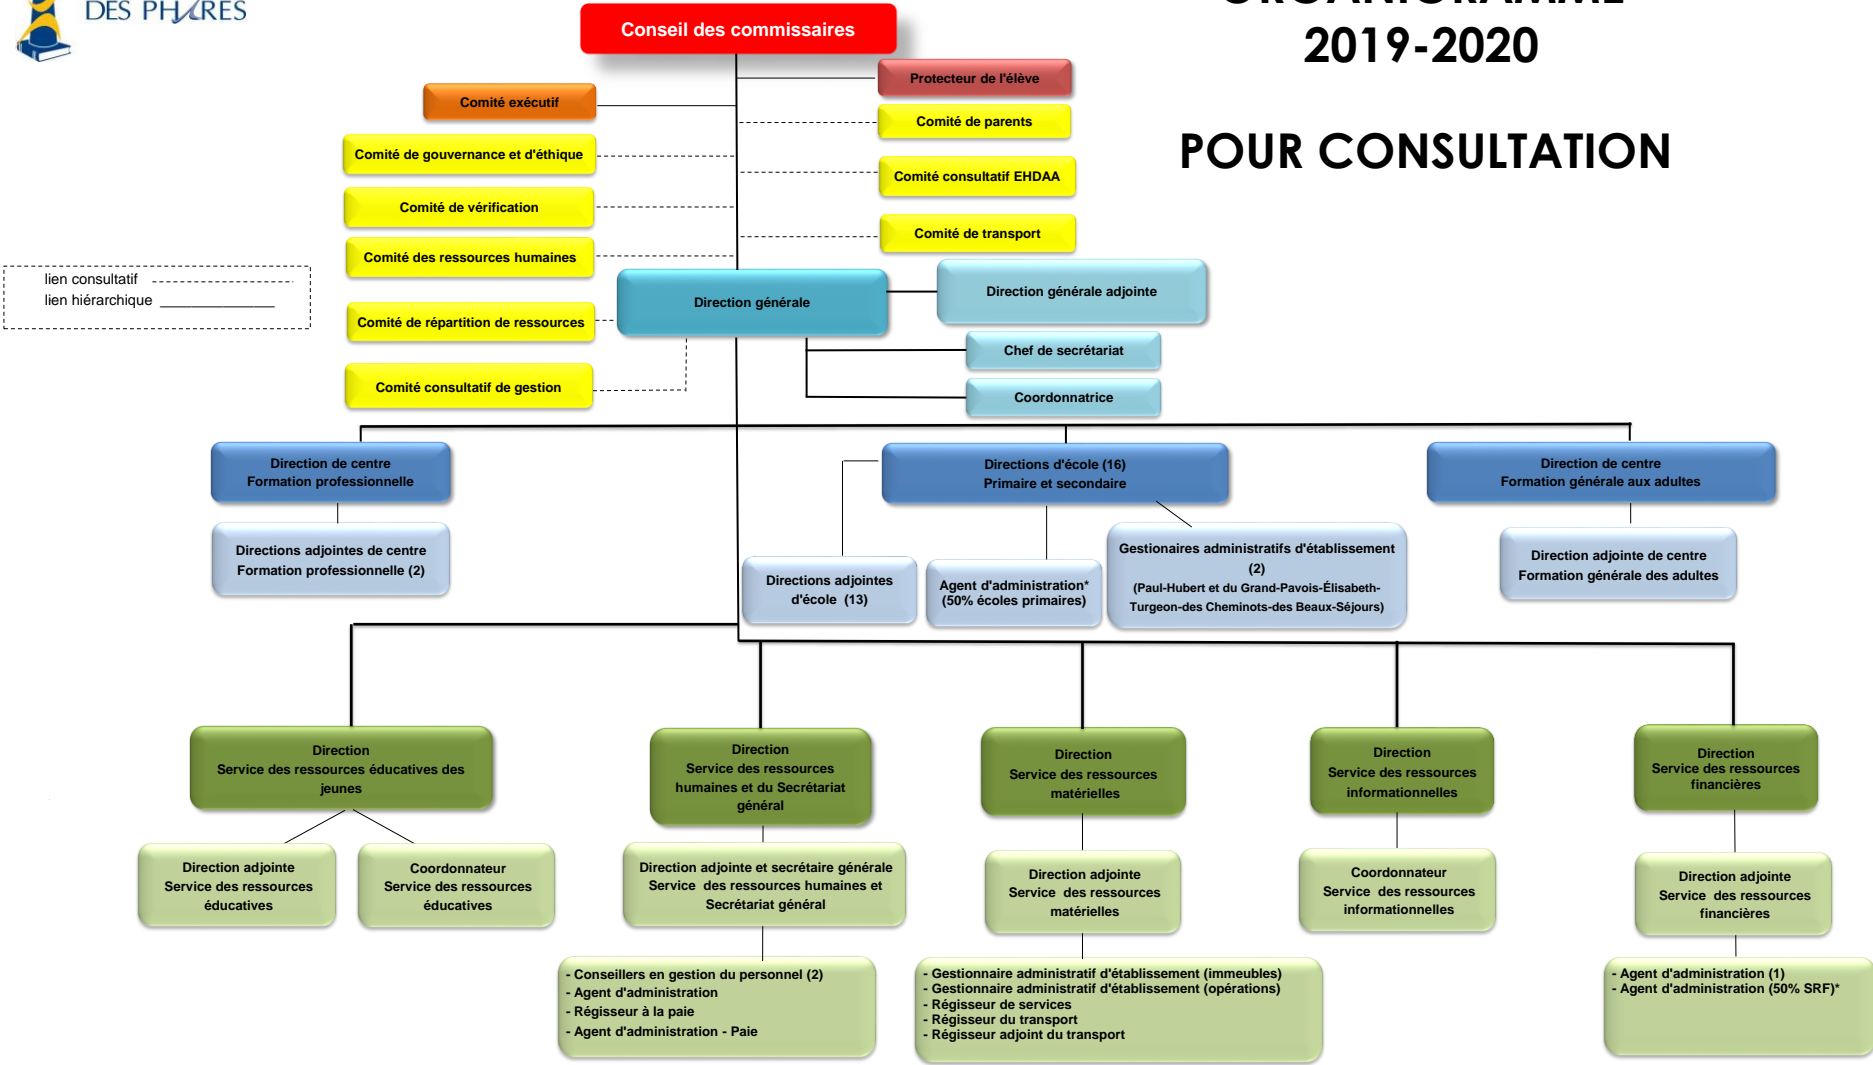 DES PHARES
ORGANIGRAMME
2019-2020
POUR CONSULTATION
Conseil des commissaires
Protecteur de l'élève
Comité exécutif
Comité de parents
Comité de gouvernance et d'éthique
Comité consultatif EHDAA
Comité de vérification
Comité de transport
Comité des ressources humaines
lien consultatif
lien hiérarchique
Direction générale
Direction générale adjointe
Comité de répartition de ressources
Chef de secrétariat
Comité consultatif de gestion
Coordonnatrice
Direction de centre
Formation professionnelle
Directions d'école (16)
Primaire et secondaire
Direction de centre
Formation générale aux adultes
Directions adjointes de centre
Formation professionnelle (2)
Directions adjointes
d'école (13)
Agent d'administration*
(50% écoles primaires)
Gestionaires administratifs d'établissement
(2)
(Paul-Hubert et du Grand-Pavois-Élisabeth-
Turgeon-des Cheminots-des Beaux-Séjours)
Direction adjointe de centre
Formation générale des adultes
Direction
Service des ressources éducatives des
jeunes
Direction
Service des ressources
humaines et du Secrétariat
général
Direction
Service des ressources
matérielles
Direction
Service des ressources
informationnelles
Direction
Service des ressources
financières
Direction adjointe
Service des ressources
éducatives
Coordonnateur
Service des ressources
éducatives
Direction adjointe et secrétaire générale
Service des ressources humaines et
Secrétariat général
Direction adjointe
Service des ressources
matérielles
Coordonnateur
Service des ressources
informationnelles
Direction adjointe
Service des ressources
financières
- Conseillers en gestion du personnel (2)
- Agent d'administration
- Régisseur à la paie
- Agent d'administration - Paie
- Gestionnaire administratif d'établissement (immeubles)
- Gestionnaire administratif d'établissement (opérations)
- Régisseur de services
- Régisseur du transport
- Régisseur adjoint du transport
- Agent d'administration (1)
- Agent d'administration (50% SRF)*